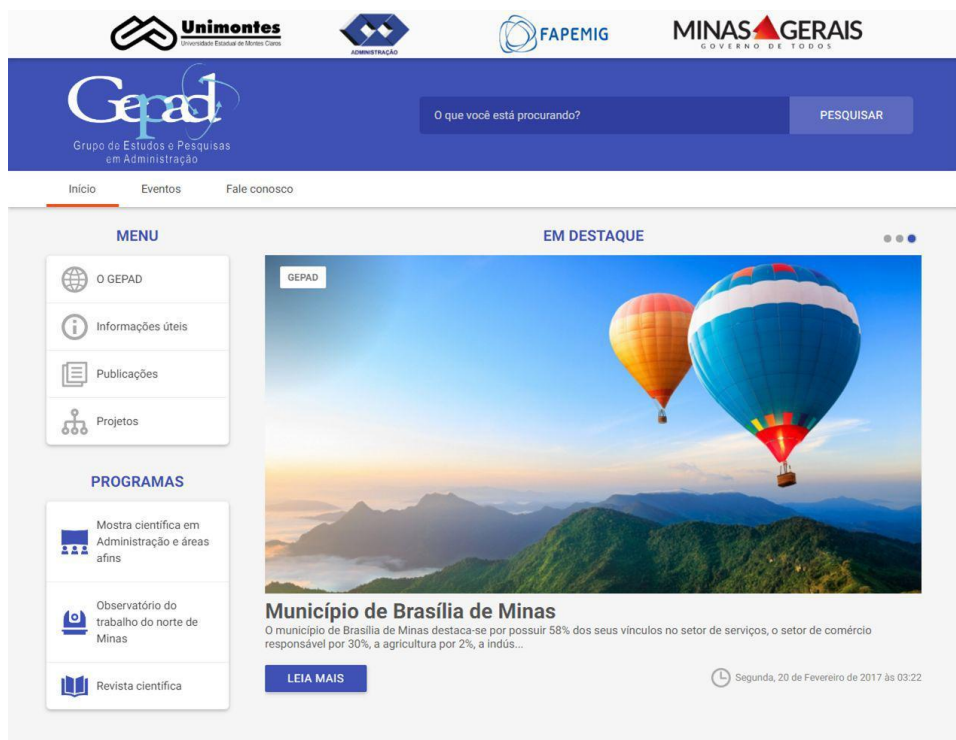 Unimontes
Universidade Estadual de Montes Claros
ADMINISTRAÇÃO
FAPEMIG
MINAS GERAIS
GOVERNO DE TODOS
Gepad
Grupo de Estudos e Pesquisas
em Administração
O que você está procurando?
PESQUISAR
Início
Eventos
Fale conosco
MENU
O GEPAD
Informações úteis
Publicações
Projetos
PROGRAMAS
Mostra científica em
Administração e áreas
afins
Observatório do
trabalho do norte de
Minas
Revista científica
EM DESTAQUE
GEPAD
Município de Brasília de Minas
O município de Brasília de Minas destaca-se por possuir 58% dos seus vínculos no setor de serviços, o setor de comércio
responsável por 30%, a agricultura por 2%, a indús...
LEIA MAIS
Segunda, 20 de Fevereiro de 2017 às 03:22